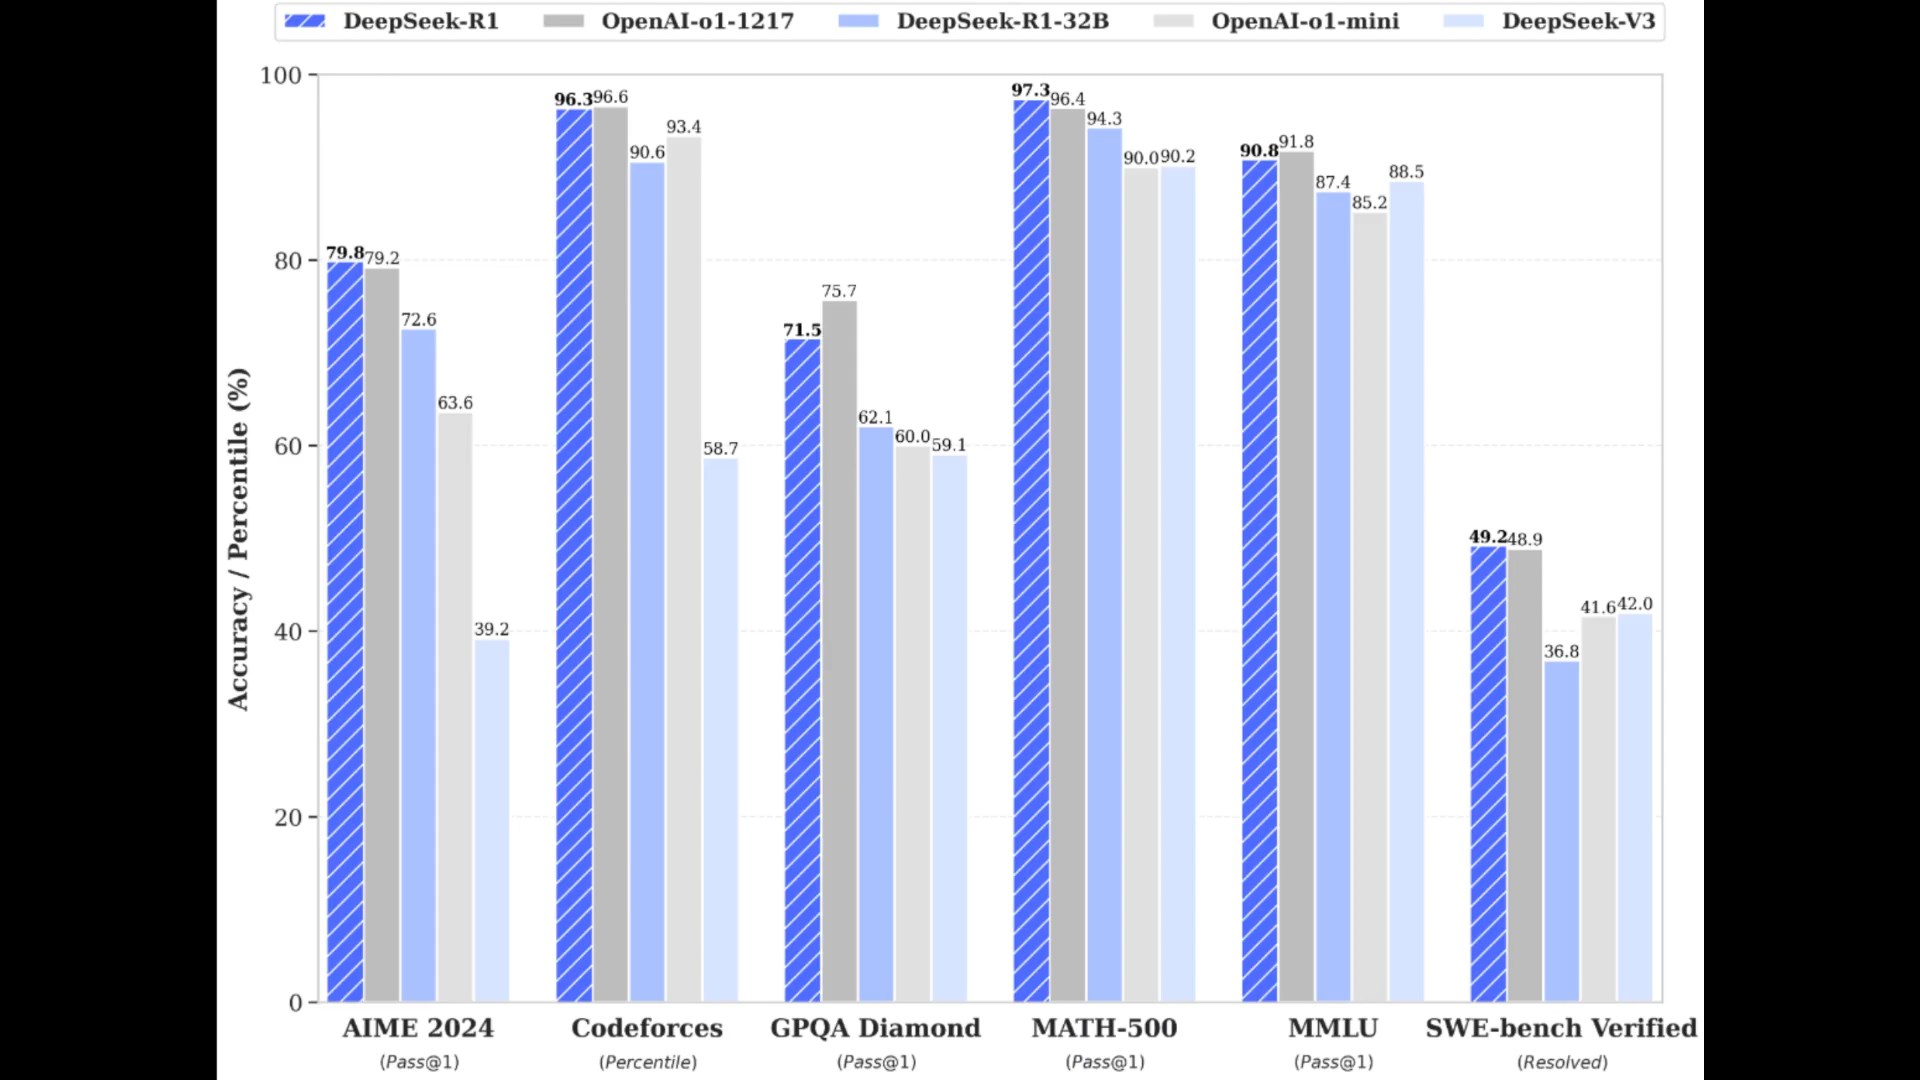 DeepSeek-R1 OpenAI-o1-1217 DeepSeek-R1-32B OpenAI-o1-mini DeepSeek-V3
Accuracy / Percentile (%)
100
80
60
40
20
0
79.8 79.2 72.6 63.6 39.2
96.3 96.6 90.6 93.4 58.7
71.5 75.7 62.1 60.0 59.1
97.3 96.4 94.3 90.0 90.2
90.8 91.8 87.4 85.2 88.5
49.2 48.9 36.8 41.6 42.0
AIME 2024 Codeforces GPQA Diamond MATH-500 MMLU SWE-bench Verified
(Pass@1) (Percentile) (Pass@1) (Pass@1) (Pass@1) (Resolved)